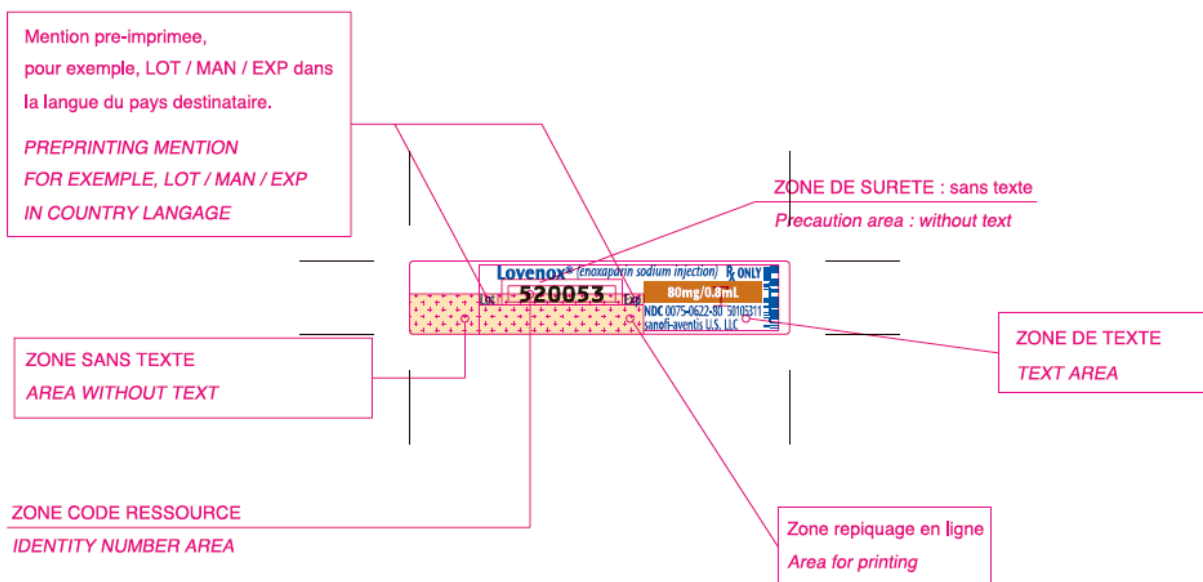 Mention pre-imprimee,
pour exemple, LOT / MAN / EXP dans
la langue du pays destinataire.
PREPRINTING MENTION
FOR EXEMPLE, LOT / MAN / EXP
IN COUNTRY LANGAGE
ZONE DE SURETE : sans texte
Precaution area : without text
Lovenox® (enoxaparin sodium injection) ℞ ONLY
Lot 520053 Exp 80mg/0.8mL
NDC 0075-0622-80 50105311
sanofi-aventis U.S. LLC
ZONE SANS TEXTE
AREA WITHOUT TEXT
ZONE DE TEXTE
TEXT AREA
ZONE CODE RESSOURCE
IDENTITY NUMBER AREA
Zone repiquage en ligne
Area for printing